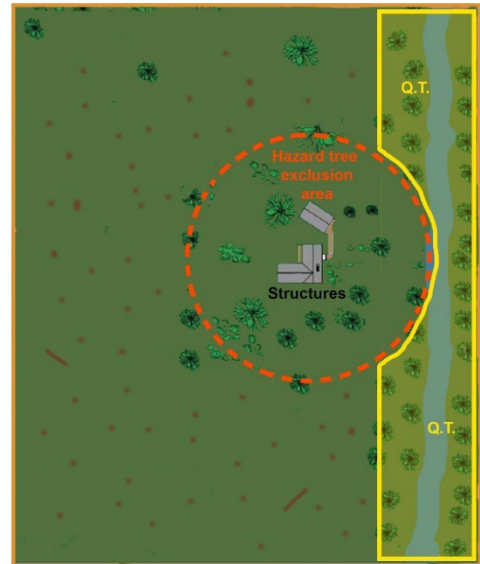 Q.T.
Hazard tree
exclusion
area
Structures
Q.T.